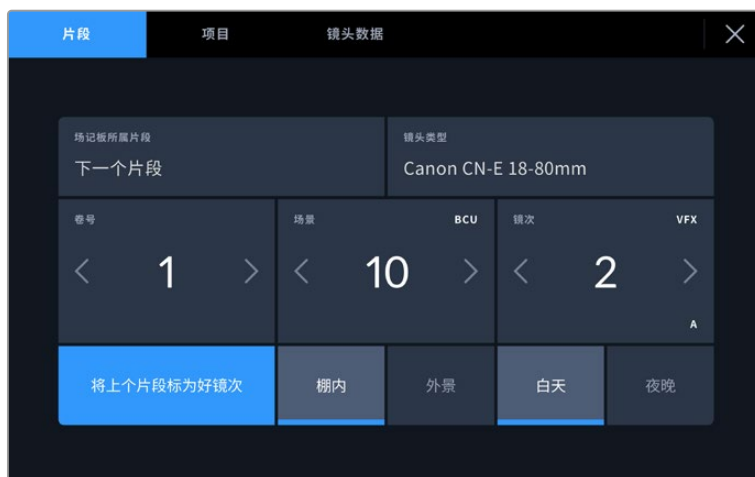 片段 项目 镜头数据
场记板所属片段 镜头类型
下一个片段 Canon CN-E 18-80mm
卷号 场景 BCU 镜次 VFX
1 10 2
A
将上个片段标为好镜次 棚内 外景 白天 夜晚